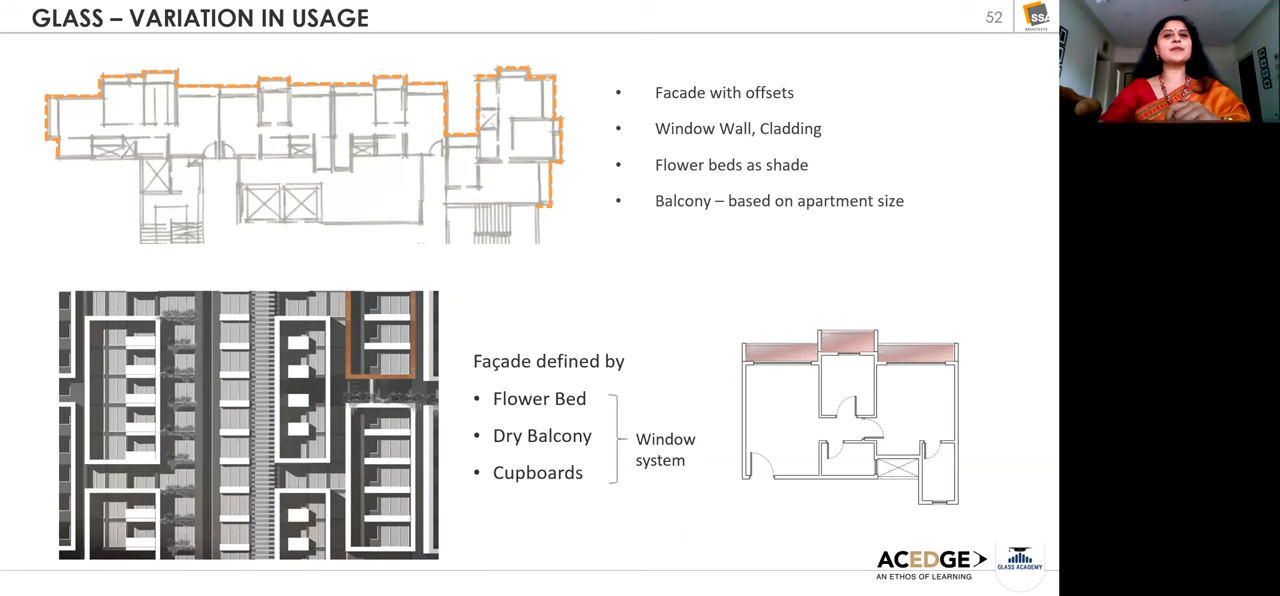 GLASS – VARIATION IN USAGE
52
SSA
ARCHITECTS
• Facade with offsets
• Window Wall, Cladding
• Flower beds as shade
• Balcony – based on apartment size
Façade defined by
• Flower Bed
• Dry Balcony
• Cupboards
Window
system
ACEDGE
AN ETHOS OF LEARNING
GLASS ACADEMY